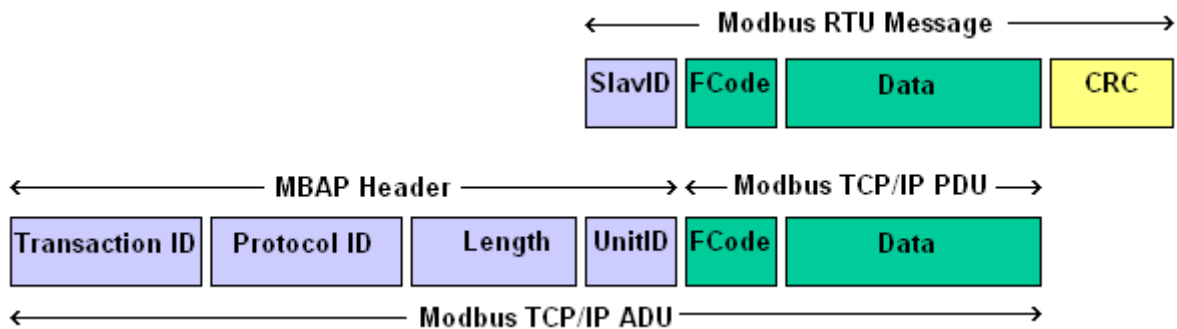 Modbus RTU Message
SlavID FCode Data CRC
MBAP Header Modbus TCP/IP PDU
Transaction ID Protocol ID Length UnitID FCode Data
Modbus TCP/IP ADU